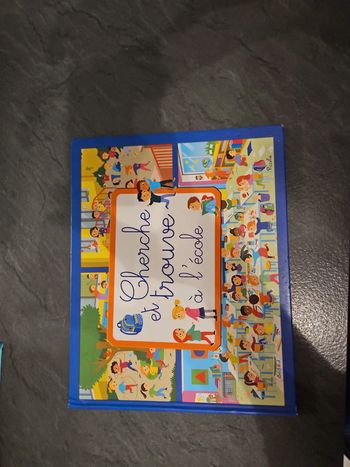 Cherche
et trouve
à l'école